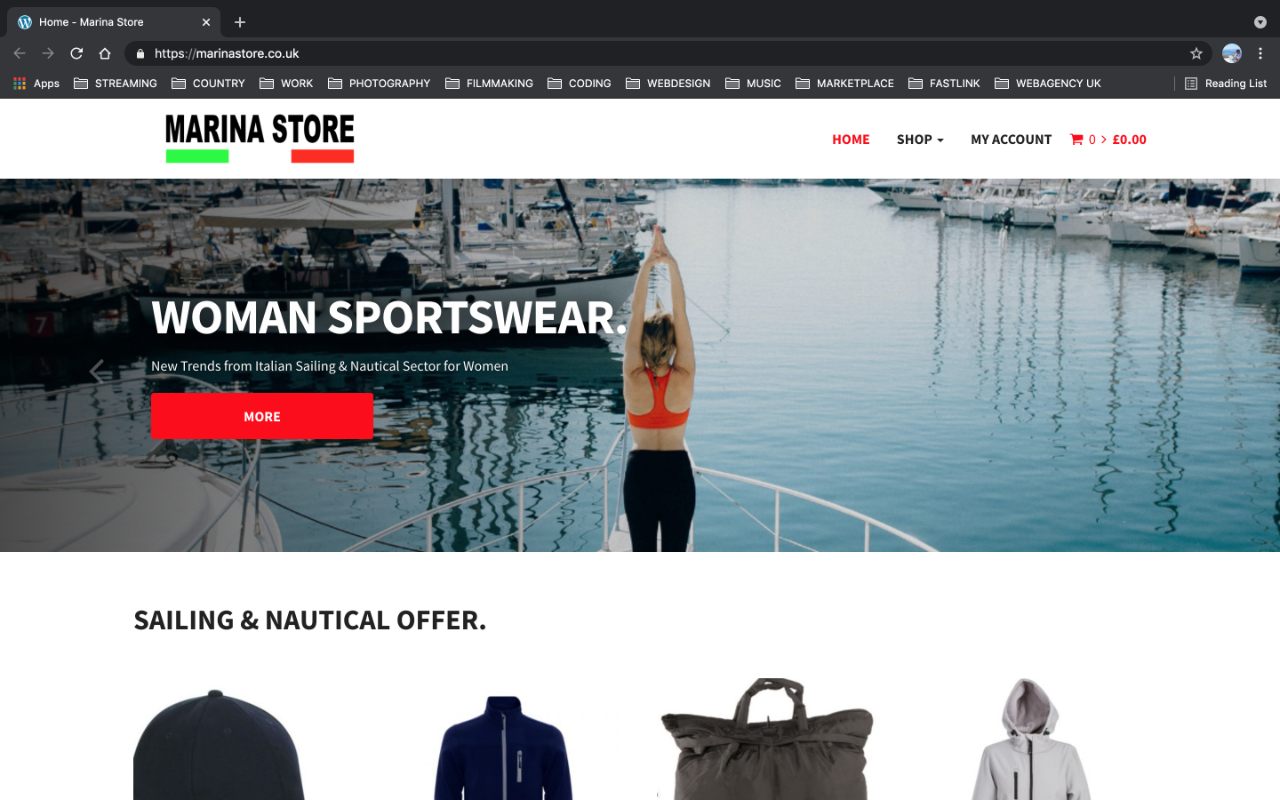 Home - Marina Store
https://marinastore.co.uk
Apps STREAMING COUNTRY WORK PHOTOGRAPHY FILMMAKING CODING WEBDESIGN MUSIC MARKETPLACE FASTLINK WEBAGENCY UK Reading List
MARINA STORE
HOME SHOP MY ACCOUNT 0 > £0.00
7
WOMAN SPORTSWEAR.
New Trends from Italian Sailing & Nautical Sector for Women
MORE
SAILING & NAUTICAL OFFER.